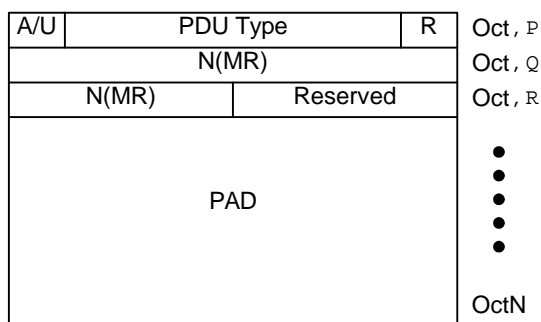 A/U PDU Type R Oct, P
N(MR) Oct, Q
N(MR) Reserved Oct, R
PAD
OctN